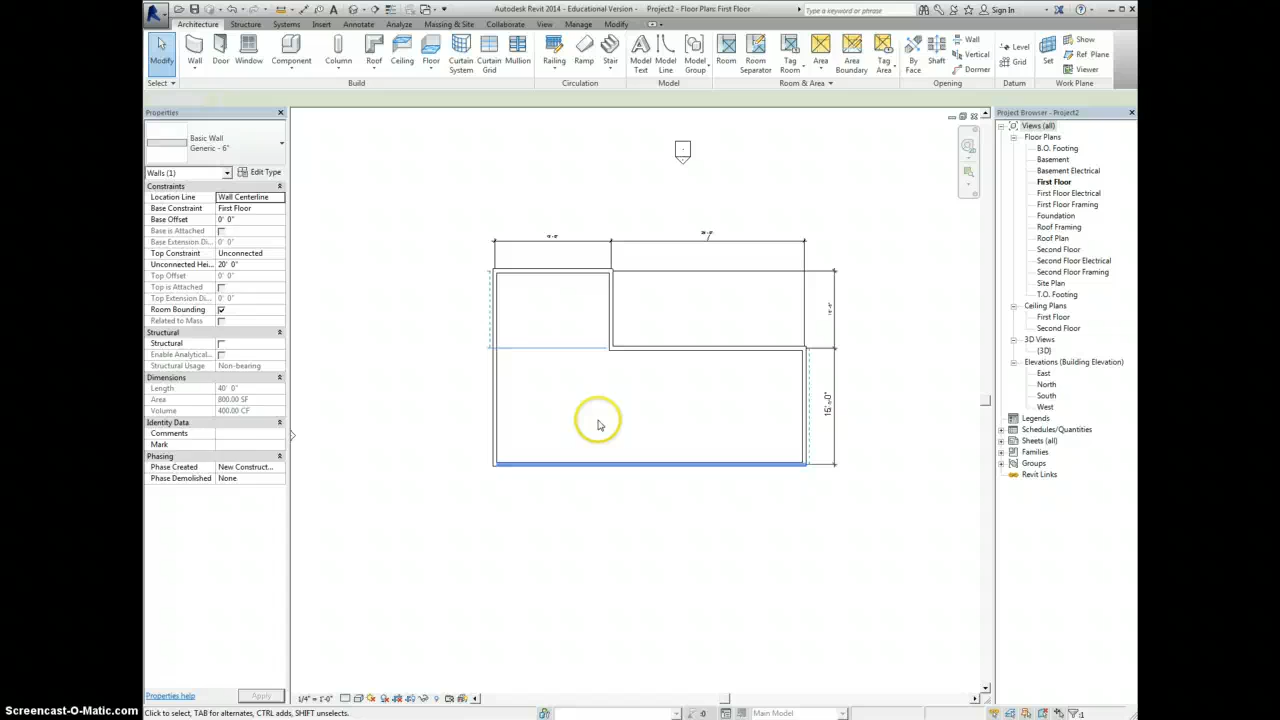 Autodesk Revit 2014 - Educational Version - Project2 - Floor Plan: First Floor
Type a keyword or phrase
Sign In
Architecture Structure Systems Insert Annotate Analyze Massing & Site Collaborate View Manage Modify
Modify Wall Door Window Component Column Roof Ceiling Floor Curtain System Curtain Grid Mullion Railing Ramp Stair Model Text Model Line Model Group Room Room Separator Tag Room Area Area Boundary Tag Area By Face Shaft Wall Vertical Dormer Level Grid Set Show Ref Plane Viewer
Select Build Circulation Model Room & Area Opening Datum Work Plane
Properties
Basic Wall
Generic - 6"
Walls (1) Edit Type
Constraints
Location Line Wall Centerline
Base Constraint First Floor
Base Offset 0' 0"
Base is Attached
Base Extension Di...
0' 0"
Top Constraint Unconnected
Unconnected Hei... 20' 0"
Top Offset 0' 0"
Top is Attached
Top Extension Dis... 0' 0"
Room Bounding
Related to Mass
Structural
Structural
Enable Analytical...
Structural Usage Non-bearing
Dimensions
Length 40' 0"
Area 800.00 SF
Volume 400.00 CF
Identity Data
Comments
Mark
Phasing
Phase Created New Construct...
Phase Demolished None
Properties help Apply
Project Browser - Project2
Views (all)
Floor Plans
B.O. Footing
Basement
Basement Electrical
First Floor
First Floor Electrical
First Floor Framing
Foundation
Roof Framing
Roof Plan
Second Floor
Second Floor Electrical
Second Floor Framing
Site Plan
T.O. Footing
Ceiling Plans
First Floor
Second Floor
3D Views
{3D}
Elevations (Building Elevation)
East
North
South
West
Legends
Schedules/Quantities
Sheets (all)
Families
Groups
Revit Links
1/4" = 1'-0"
Click to select, TAB for alternates, CTRL adds, SHIFT unselects.
:0 Main Model :1
Screencast-O-Matic.com